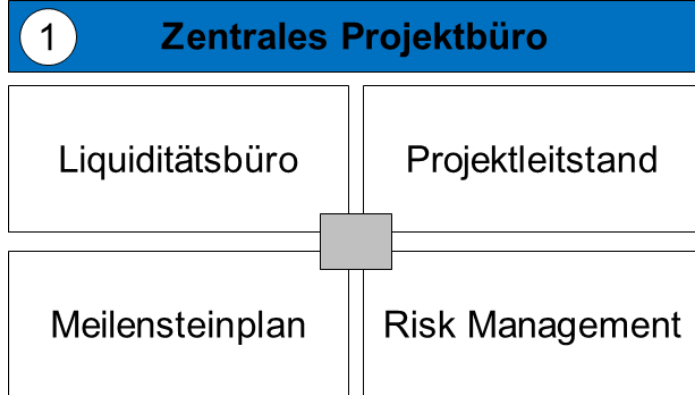 1 Zentrales Projektbüro
Liquiditätsbüro
Projektleitstand
Meilensteinplan
Risk Management